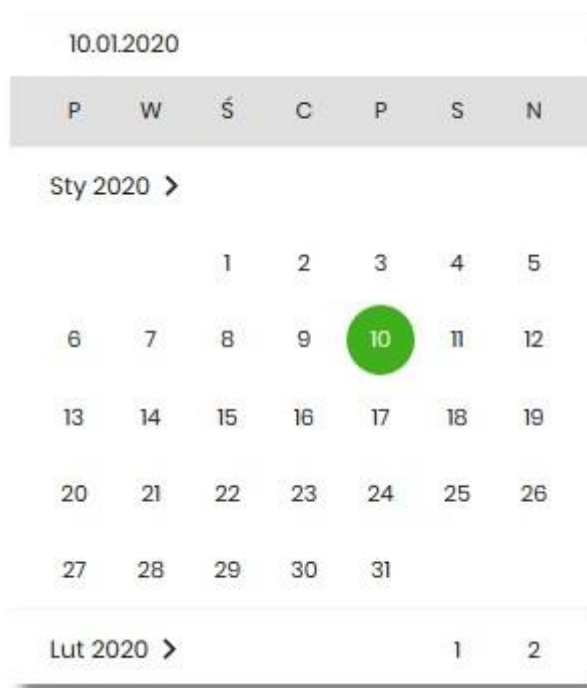 10.01.2020
P W Ś C P S N
Sty 2020 >
1 2 3 4 5
6 7 8 9 10 11 12
13 14 15 16 17 18 19
20 21 22 23 24 25 26
27 28 29 30 31
Lut 2020 > 1 2